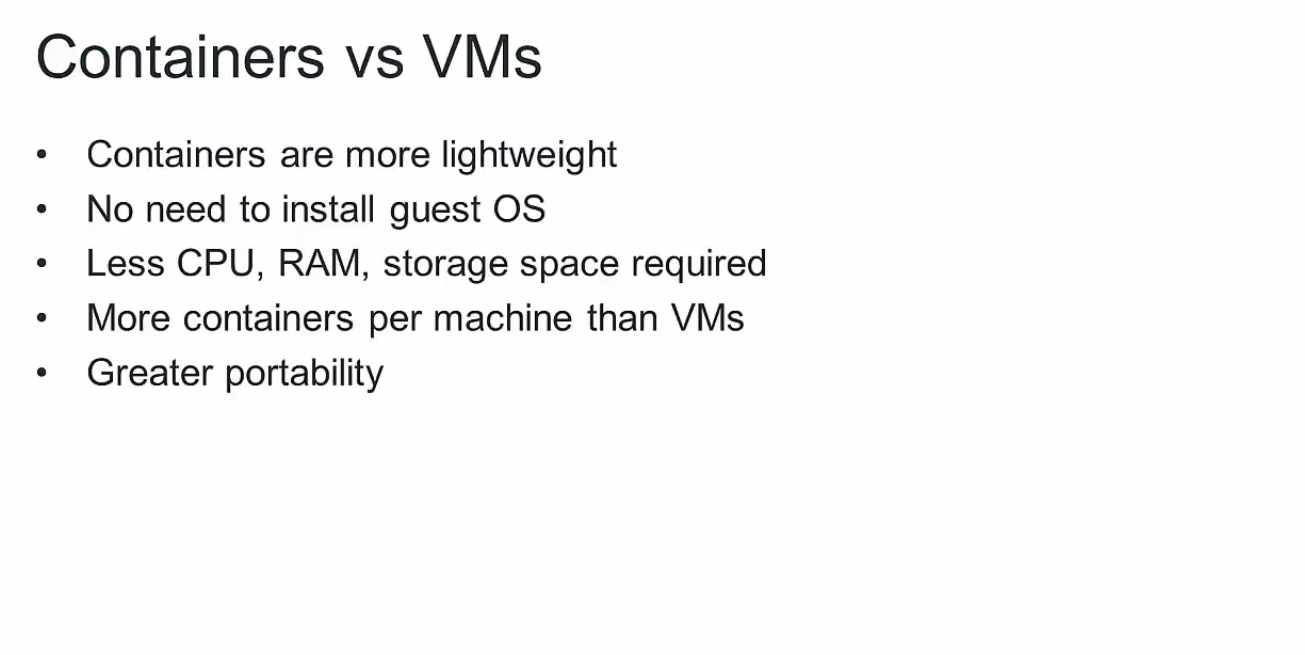 Containers vs VMs
• Containers are more lightweight
• No need to install guest OS
• Less CPU, RAM, storage space required
• More containers per machine than VMs
• Greater portability